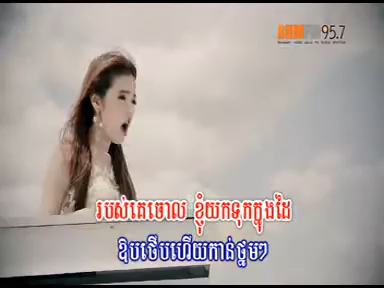 95.7
របស់គេចោល ខ្ញុំយកទុកក្នុងដៃ
ឱបថើបហើយកាន់ថ្នមៗ